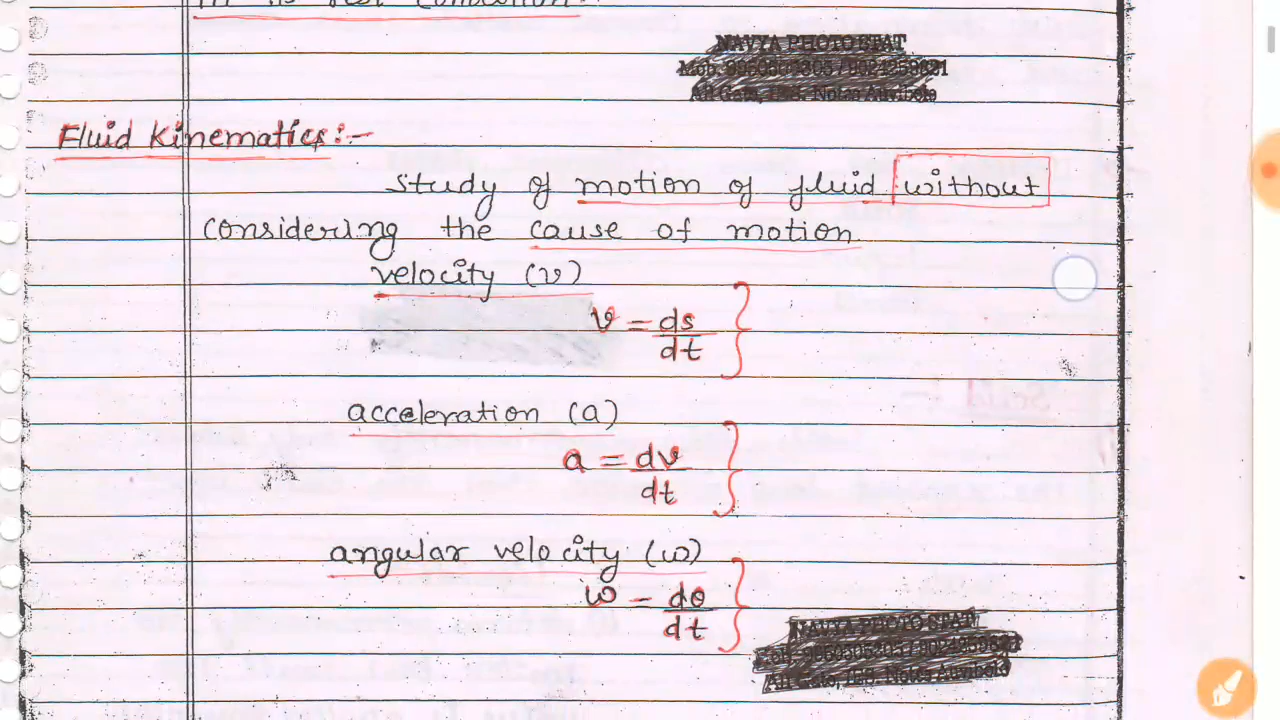 Fluid Kinematics:-
Study of motion of fluid without
considering the cause of motion
velocity (v)
v = ds/dt
acceleration (a)
a = dv/dt
angular velocity (ω)
ω = dθ/dt